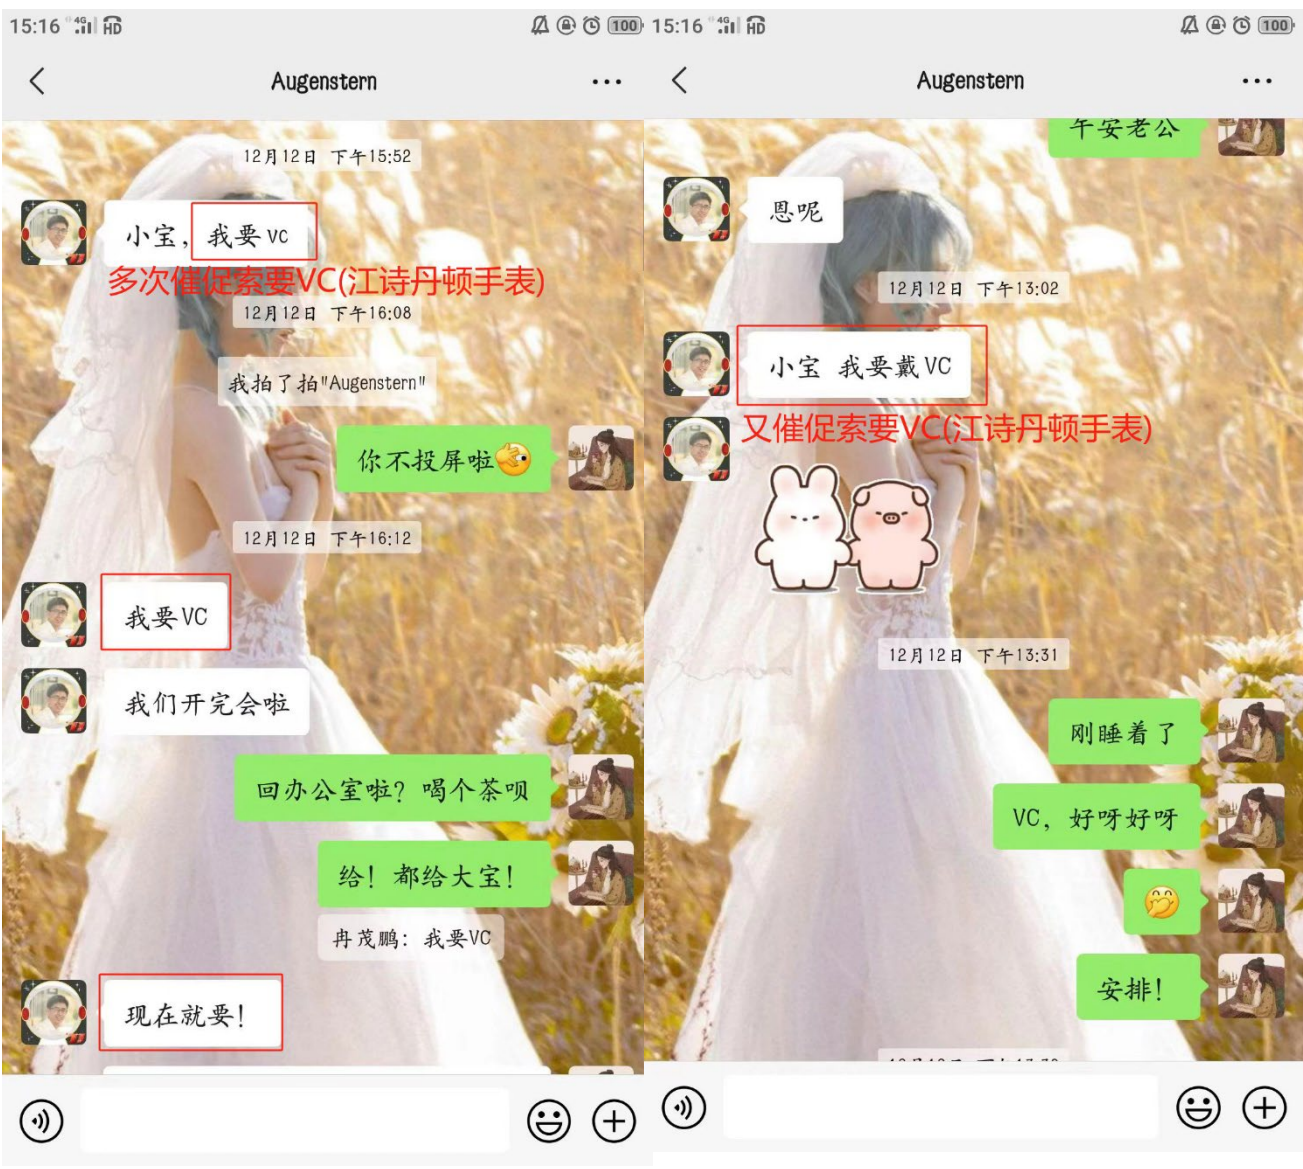 15:16 4G HD 100
Augenstern
12月12日 下午15:52
小宝, 我要vc
多次催促索要VC(江诗丹顿手表)
12月12日 下午16:08
我拍了拍"Augenstern"
你不投屏啦
12月12日 下午16:12
我要VC
我们开完会啦
回办公室啦？喝个茶呗
给！都给大宝！
冉茂鹏：我要VC
现在就要！
15:16 4G HD 100
Augenstern
午安老公
恩呢
12月12日 下午13:02
小宝 我要戴VC
又催促索要VC(江诗丹顿手表)
12月12日 下午13:31
刚睡着了
VC，好呀好呀
安排！